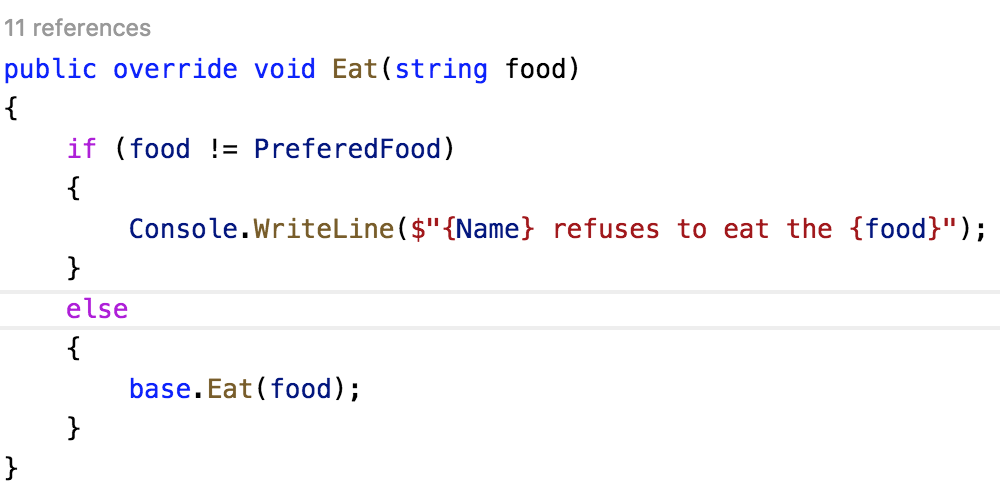 11 references
public override void Eat(string food)
{
    if (food != PreferedFood)
    {
        Console.WriteLine($"{Name} refuses to eat the {food}");
    }
    else
    {
        base.Eat(food);
    }
}